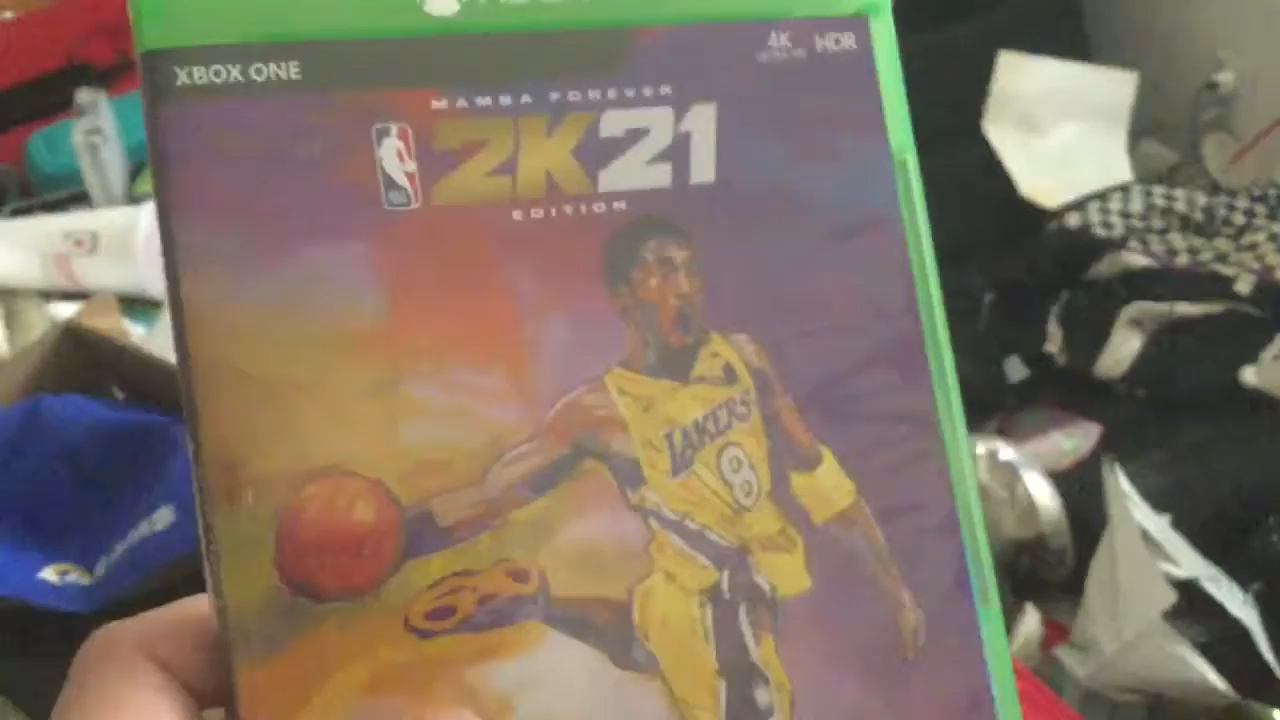 XBOX ONE
4K
HDR
MAMBA FOREVER
2K21
EDITION
LAKERS
8